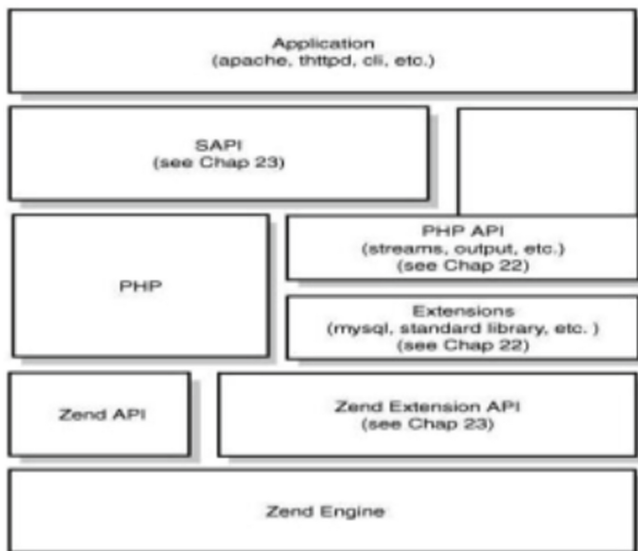 Application
(apache, thttpd, cli, etc.)
SAPI
(see Chap 23)
PHP API
(streams, output, etc.)
(see Chap 22)
PHP
Extensions
(mysql, standard library, etc. )
(see Chap 22)
Zend API
Zend Extension API
(see Chap 23)
Zend Engine